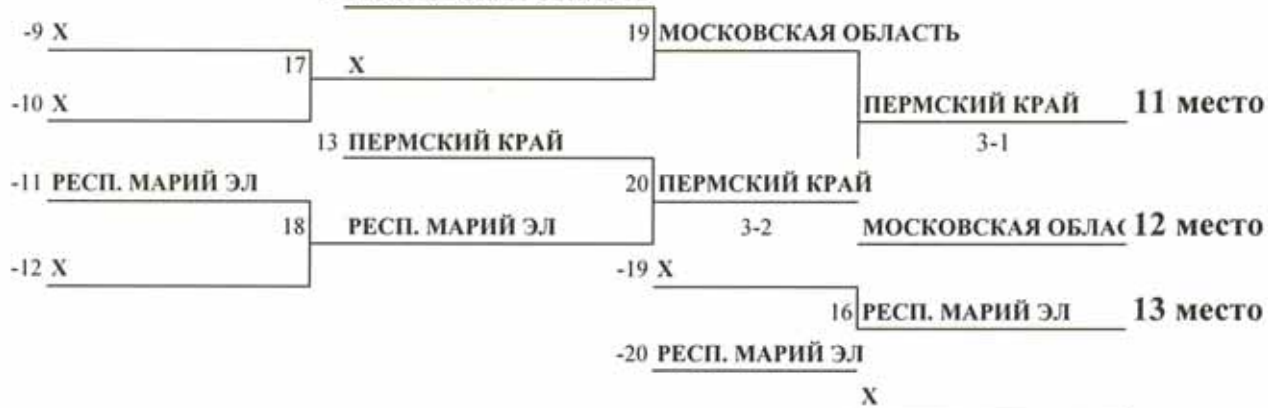 -9 X
19 МОСКОВСКАЯ ОБЛАСТЬ
17 X
-10 X
ПЕРМСКИЙ КРАЙ 11 место
13 ПЕРМСКИЙ КРАЙ
3-1
-11 РЕСП. МАРИЙ ЭЛ
20 ПЕРМСКИЙ КРАЙ
18 РЕСП. МАРИЙ ЭЛ
3-2
МОСКОВСКАЯ ОБЛАС 12 место
-12 X
-19 X
16 РЕСП. МАРИЙ ЭЛ 13 место
-20 РЕСП. МАРИЙ ЭЛ
X